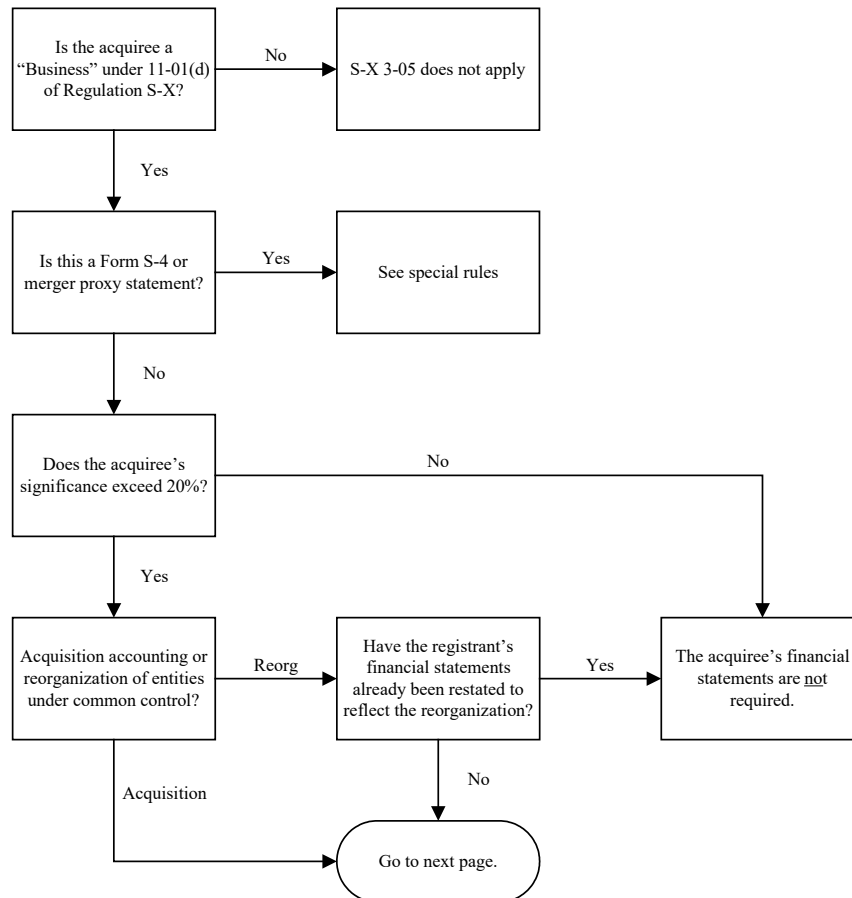 Is the acquiree a
“Business” under 11-01(d)
of Regulation S-X?
No
S-X 3-05 does not apply
Yes
Is this a Form S-4 or
merger proxy statement?
Yes
See special rules
No
Does the acquiree’s
significance exceed 20%?
No
Yes
Acquisition accounting or
reorganization of entities
under common control?
Reorg
Have the registrant’s
financial statements
already been restated to
reflect the reorganization?
Yes
The acquiree’s financial
statements are not
required.
Acquisition
No
Go to next page.